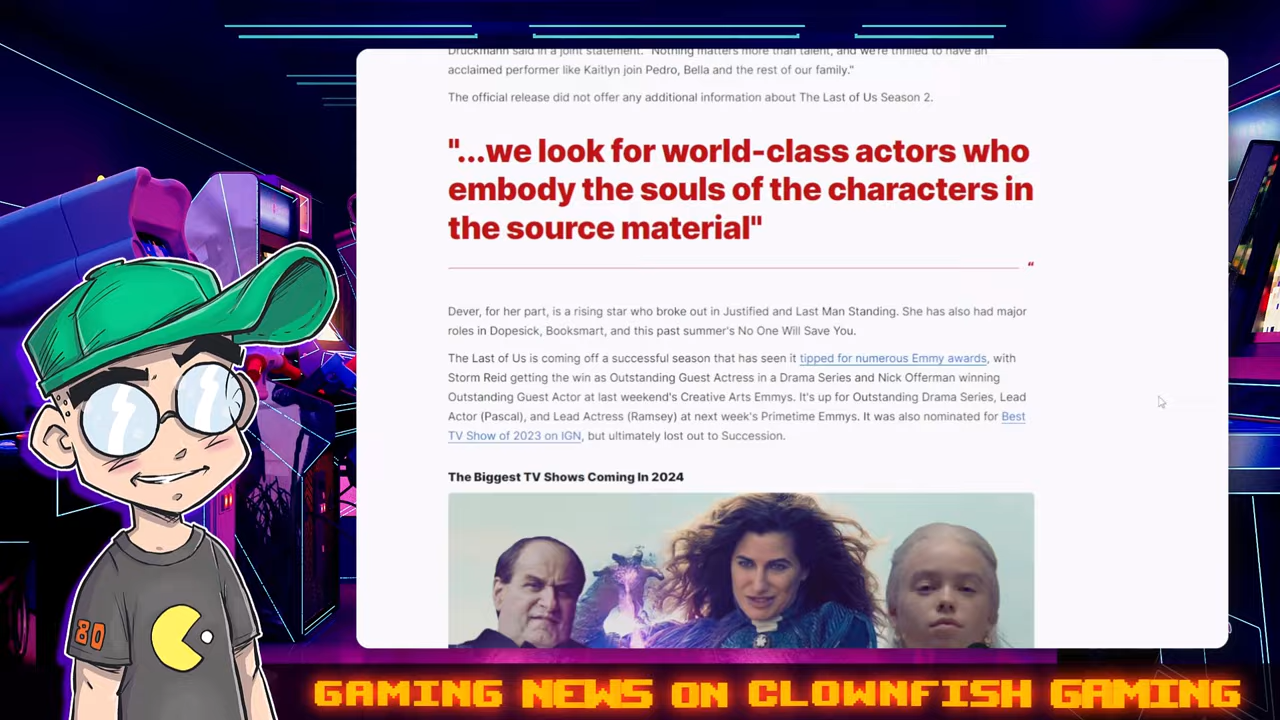 Druckmann said in a joint statement. "Nothing matters more than talent, and we're thrilled to have an
acclaimed performer like Kaitlyn join Pedro, Bella and the rest of our family."
The official release did not offer any additional information about The Last of Us Season 2.
"...we look for world-class actors who
embody the souls of the characters in
the source material"
"
Dever, for her part, is a rising star who broke out in Justified and Last Man Standing. She has also had major
roles in Dopesick, Booksmart, and this past summer's No One Will Save You.
The Last of Us is coming off a successful season that has seen it tipped for numerous Emmy awards, with
Storm Reid getting the win as Outstanding Guest Actress in a Drama Series and Nick Offerman winning
Outstanding Guest Actor at last weekend's Creative Arts Emmys. It's up for Outstanding Drama Series, Lead
Actor (Pascal), and Lead Actress (Ramsey) at next week's Primetime Emmys. It was also nominated for Best
TV Show of 2023 on IGN, but ultimately lost out to Succession.
The Biggest TV Shows Coming In 2024
80
GAMING NEWS ON CLOWNFISH GAMING